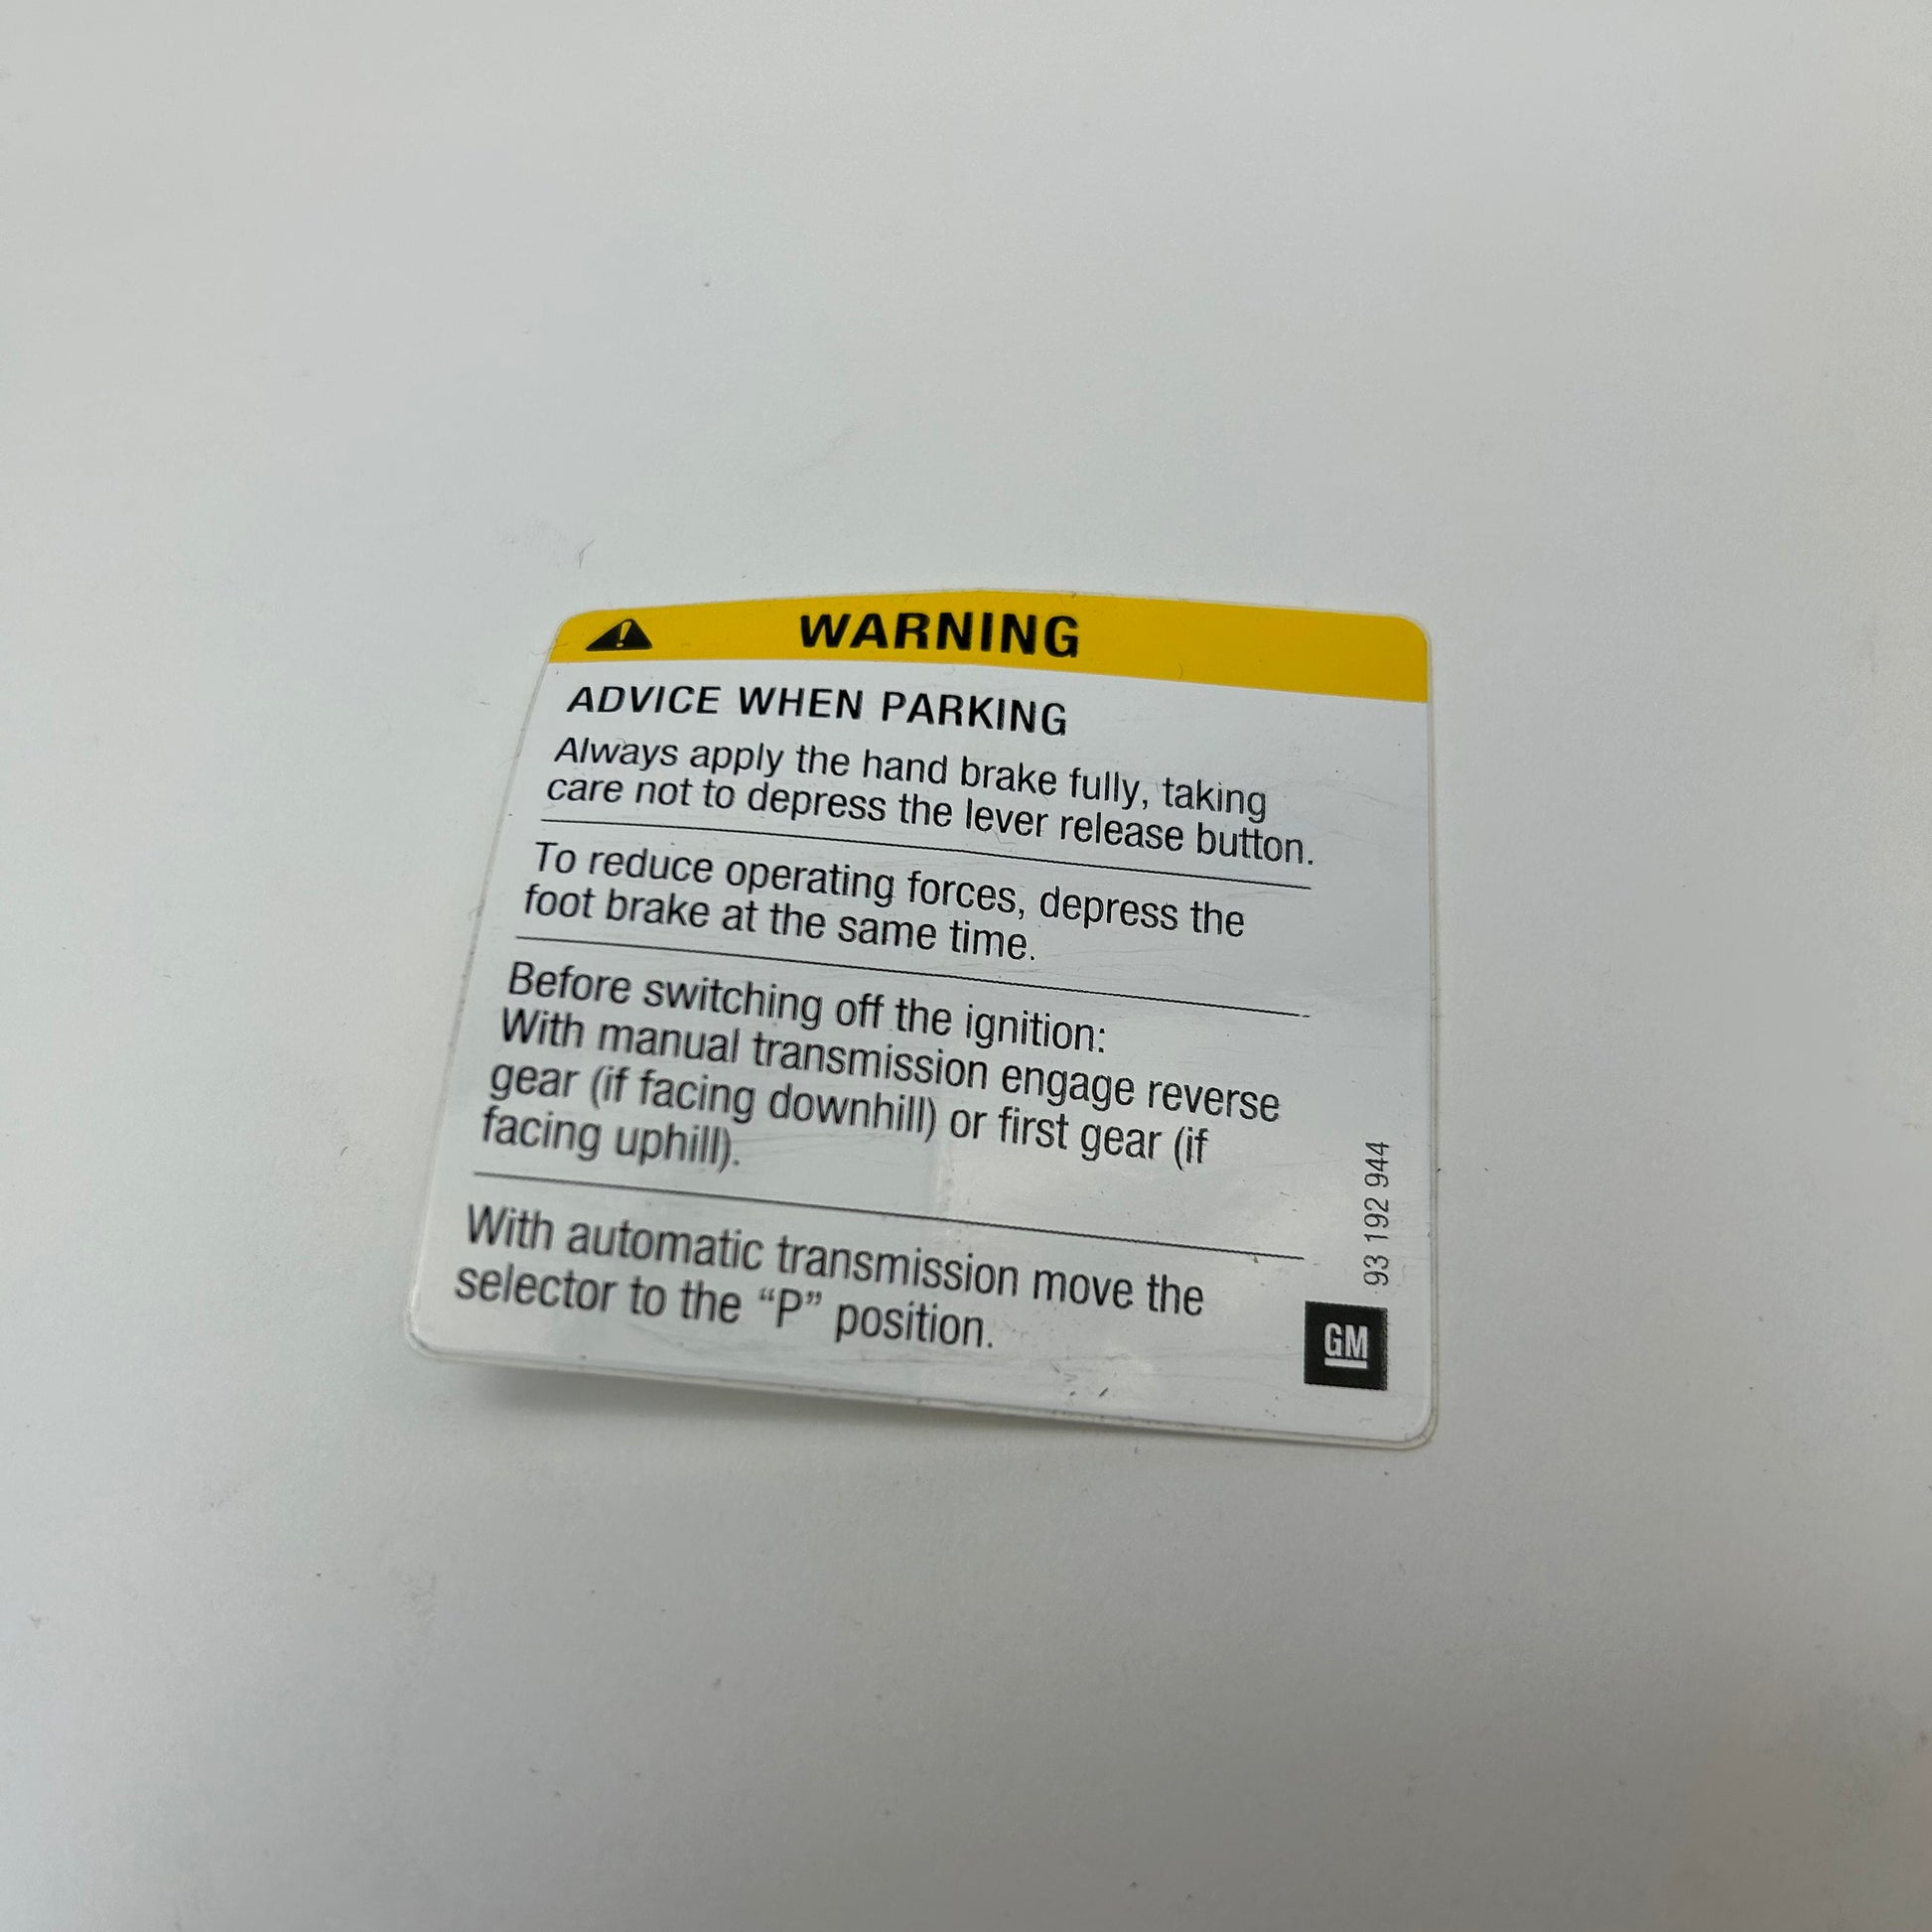 WARNING
ADVICE WHEN PARKING
Always apply the hand brake fully, taking
care not to depress the lever release button.
To reduce operating forces, depress the
foot brake at the same time.
Before switching off the ignition:
With manual transmission engage reverse
gear (if facing downhill) or first gear (if
facing uphill).
With automatic transmission move the
selector to the “P” position.
93 192 944
GM